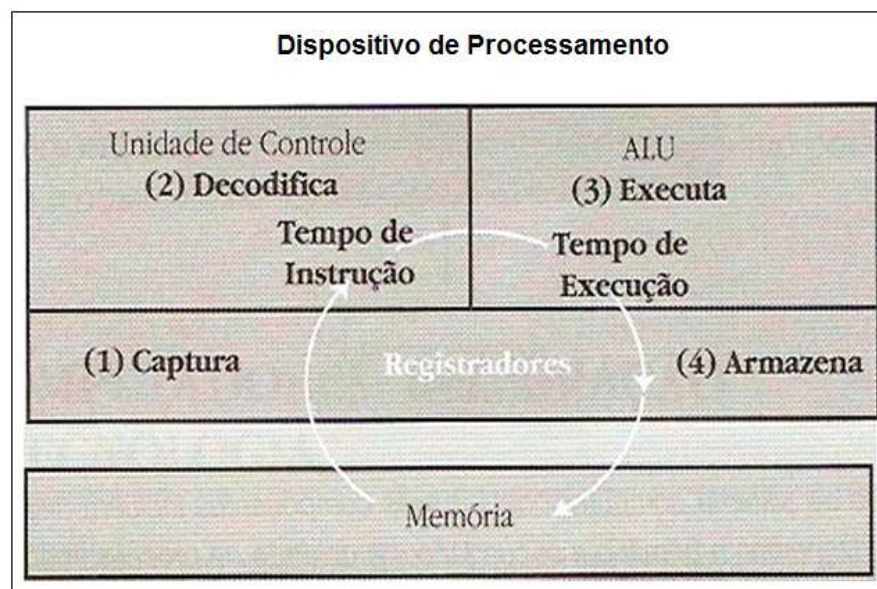 Dispositivo de Processamento
Unidade de Controle
(2) Decodifica
Tempo de
Instrução
ALU
(3) Executa
Tempo de
Execução
(1) Captura
Registradores
(4) Armazena
Memória